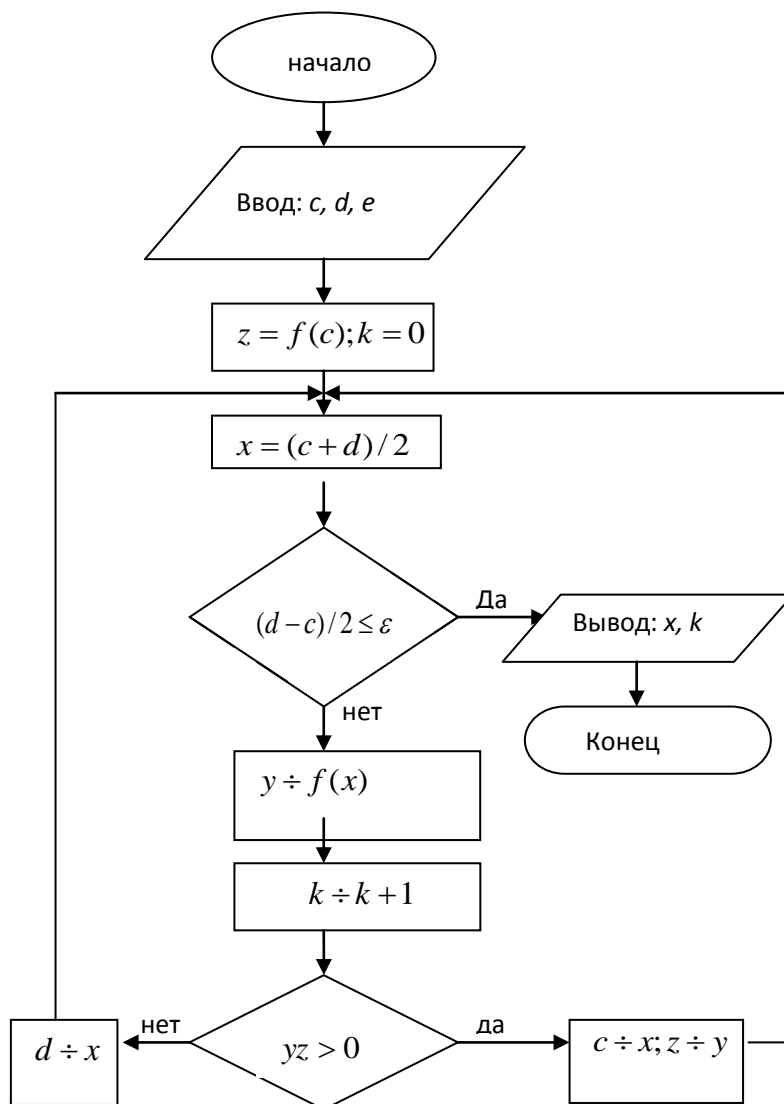 начало
Ввод: c, d, e
z = f(c); k = 0
x = (c + d) / 2
(d − c) / 2 ≤ ε
Да
Вывод: x, k
нет
Конец
y ÷ f(x)
k ÷ k + 1
нет
yz > 0
да
d ÷ x
c ÷ x; z ÷ y